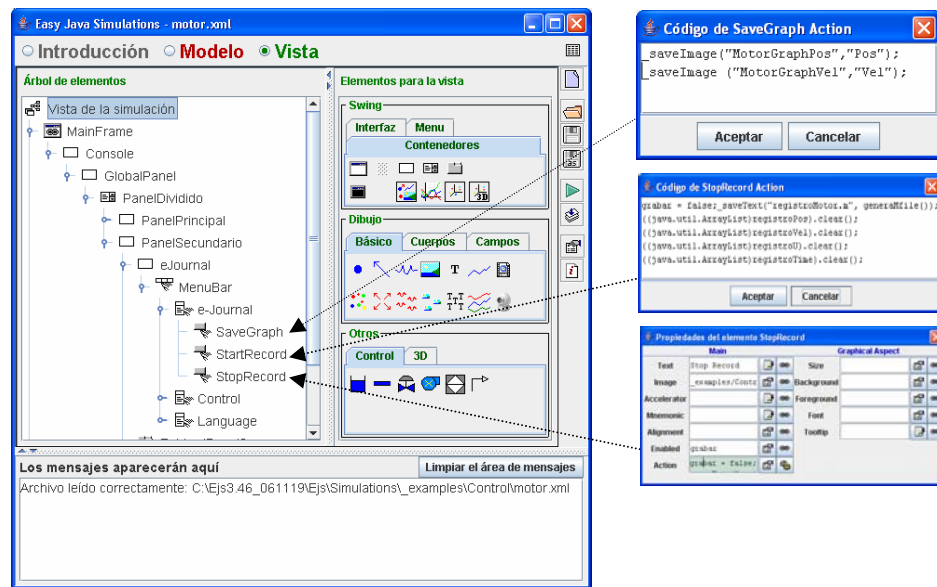 Easy Java Simulations - motor.xml
Introducción Modelo Vista
Árbol de elementos
Vista de la simulación
MainFrame
Console
GlobalPanel
PanelDividido
PanelPrincipal
PanelSecundario
eJournal
MenuBar
e-Journal
SaveGraph
StartRecord
StopRecord
Control
Language
Elementos para la vista
Swing
Interfaz Menu
Contenedores
Dibujo
Básico Cuerpos Campos
Otros
Control 3D
Los mensajes aparecerán aquí
Limpiar el área de mensajes
Archivo leído correctamente: C:\Ejs3.46_061119\Ejs\Simulations\_examples\Control\motor.xml
Código de SaveGraph Action
_saveImage("MotorGraphPos","Pos");
_saveImage ("MotorGraphVel","Vel");
Aceptar Cancelar
Código de StopRecord Action
grabar = false;_saveText("registroMotor.m", generaMfile());
((java.util.ArrayList)registroPos).clear();
((java.util.ArrayList)registroVel).clear();
((java.util.ArrayList)registroU).clear();
((java.util.ArrayList)registroTime).clear();
Aceptar Cancelar
Propiedades del elemento StopRecord
Main Graphical Aspect
Text Stop Record Size
Image _examples/Contr Background
Accelerator Foreground
Mnemonic Font
Alignment Tooltip
Enabled grabar
Action grabar = false;